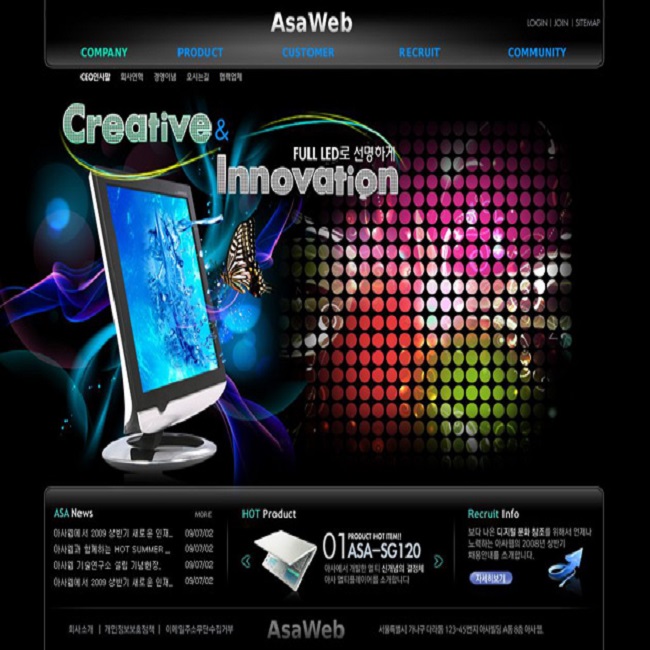 AsaWeb
LOGIN | JOIN | SITEMAP
COMPANY PRODUCT CUSTOMER RECRUIT COMMUNITY
CEO인사말 회사연혁 경영이념 오시는길 협력업체
Creative &
FULL LED로 선명하게
Innovation
ASA News MORE
아사웹에서 2009 상반기 새로운 인재... 09/07/02
아사웹과 함께하는 HOT SUMMER ... 09/07/02
아사웹 기술연구소 설립 기념현장. 09/07/02
아사웹에서 2009 상반기 새로운 인재... 09/07/02
HOT Product
PRODUCT HOT ITEM!!
01 ASA-SG120
아사에서 개발한 멀티 신개념의 결정체
아사 멀티플레이어를 소개합니다
Recruit Info
보다 나은 디지털 문화 창조를 위해서 언제나
노력하는 아사웹의 2008년 상반기
채용안내를 소개합니다.
자세히보기
회사소개 | 개인정보보호정책 | 이메일주소무단수집거부
AsaWeb
서울특별시 가나구 다라동 123-45번지 아사빌딩 A동 8층 아사웹.